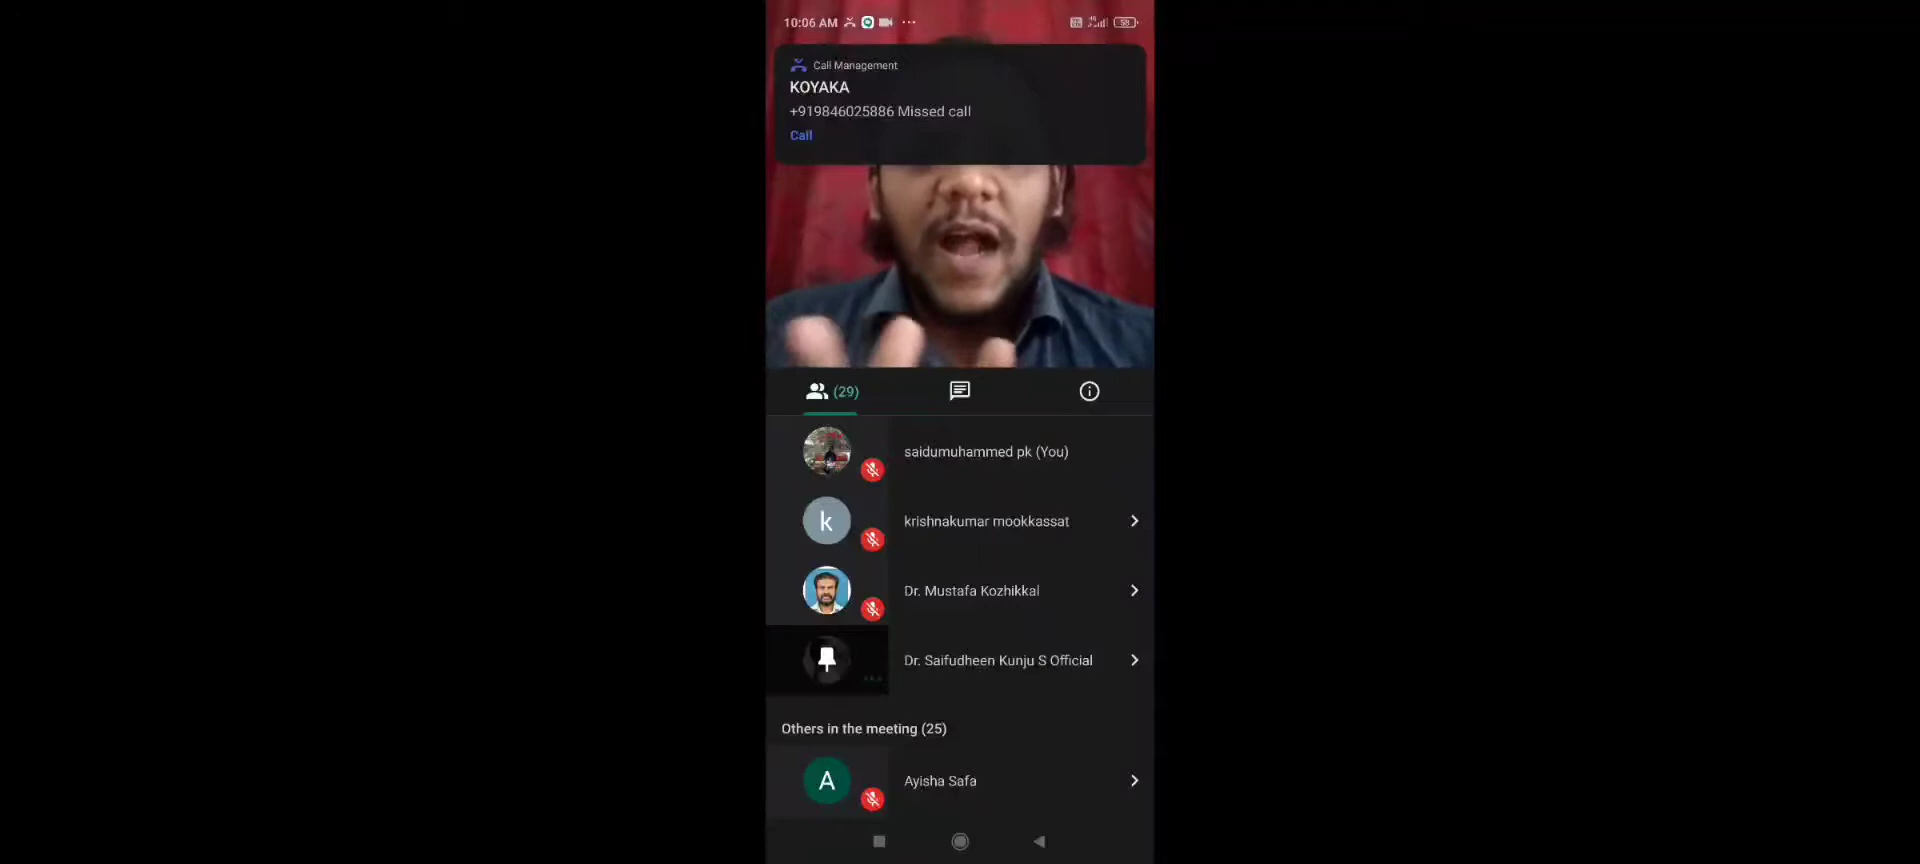 10:06 AM
58
Call Management
KOYAKA
+919846025886 Missed call
Call
(29)
saidumuhammed pk (You)
k
krishnakumar mookkassat
Dr. Mustafa Kozhikkal
Dr. Saifudheen Kunju S Official
Others in the meeting (25)
A
Ayisha Safa